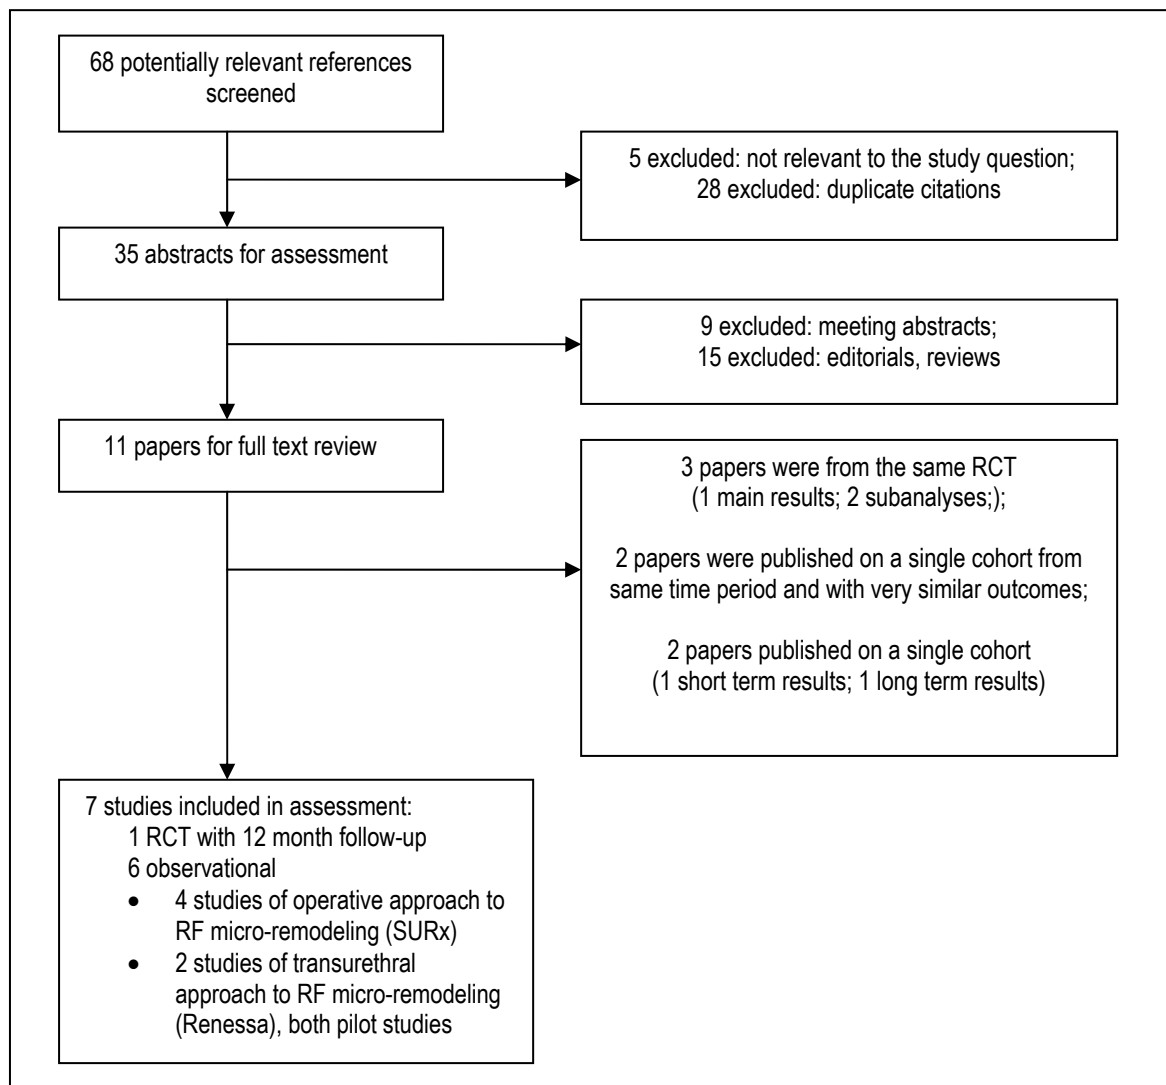 68 potentially relevant references
screened
5 excluded: not relevant to the study question;
28 excluded: duplicate citations
35 abstracts for assessment
9 excluded: meeting abstracts;
15 excluded: editorials, reviews
11 papers for full text review
3 papers were from the same RCT
(1 main results; 2 subanalyses;);
2 papers were published on a single cohort from
same time period and with very similar outcomes;
2 papers published on a single cohort
(1 short term results; 1 long term results)
7 studies included in assessment:
1 RCT with 12 month follow-up
6 observational
• 4 studies of operative approach to
RF micro-remodeling (SURx)
• 2 studies of transurethral
approach to RF micro-remodeling
(Renessa), both pilot studies